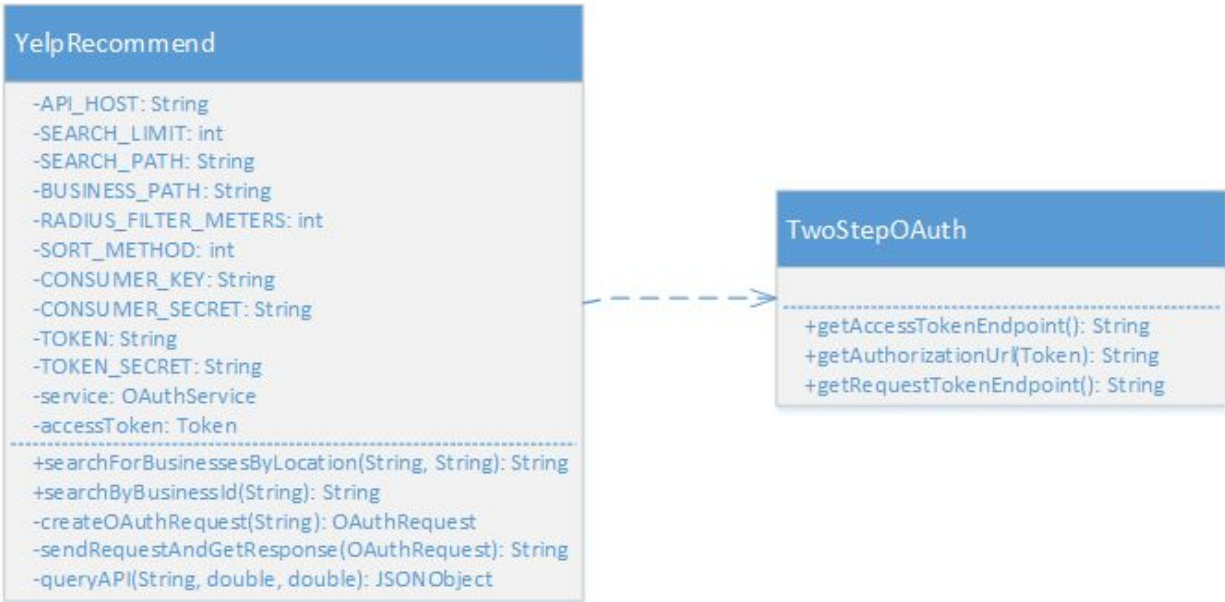 YelpRecommend
-API_HOST: String
-SEARCH_LIMIT: int
-SEARCH_PATH: String
-BUSINESS_PATH: String
-RADIUS_FILTER_METERS: int
-SORT_METHOD: int
-CONSUMER_KEY: String
-CONSUMER_SECRET: String
-TOKEN: String
-TOKEN_SECRET: String
-service: OAuthService
-accessToken: Token
+searchForBusinessesByLocation(String, String): String
+searchByBusinessId(String): String
-createOAuthRequest(String): OAuthRequest
-sendRequestAndGetResponse(OAuthRequest): String
-queryAPI(String, double, double): JSONObject
TwoStepOAuth
+getAccessTokenEndpoint(): String
+getAuthorizationUrl(Token): String
+getRequestTokenEndpoint(): String